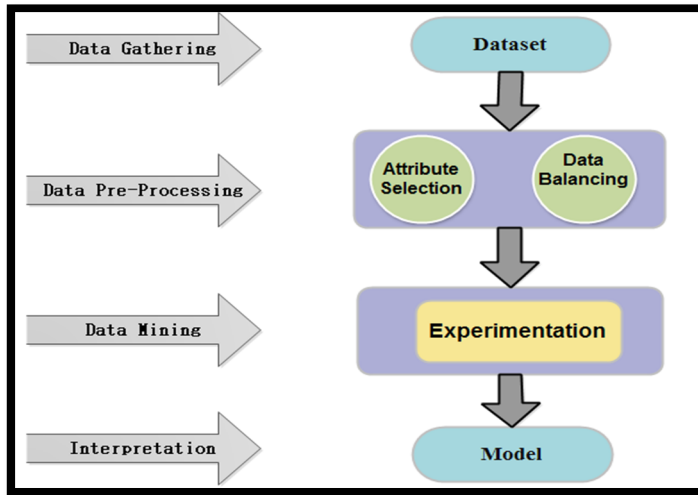 Data Gathering
Dataset
Data Pre-Processing
Attribute
Selection
Data
Balancing
Data Mining
Experimentation
Interpretation
Model